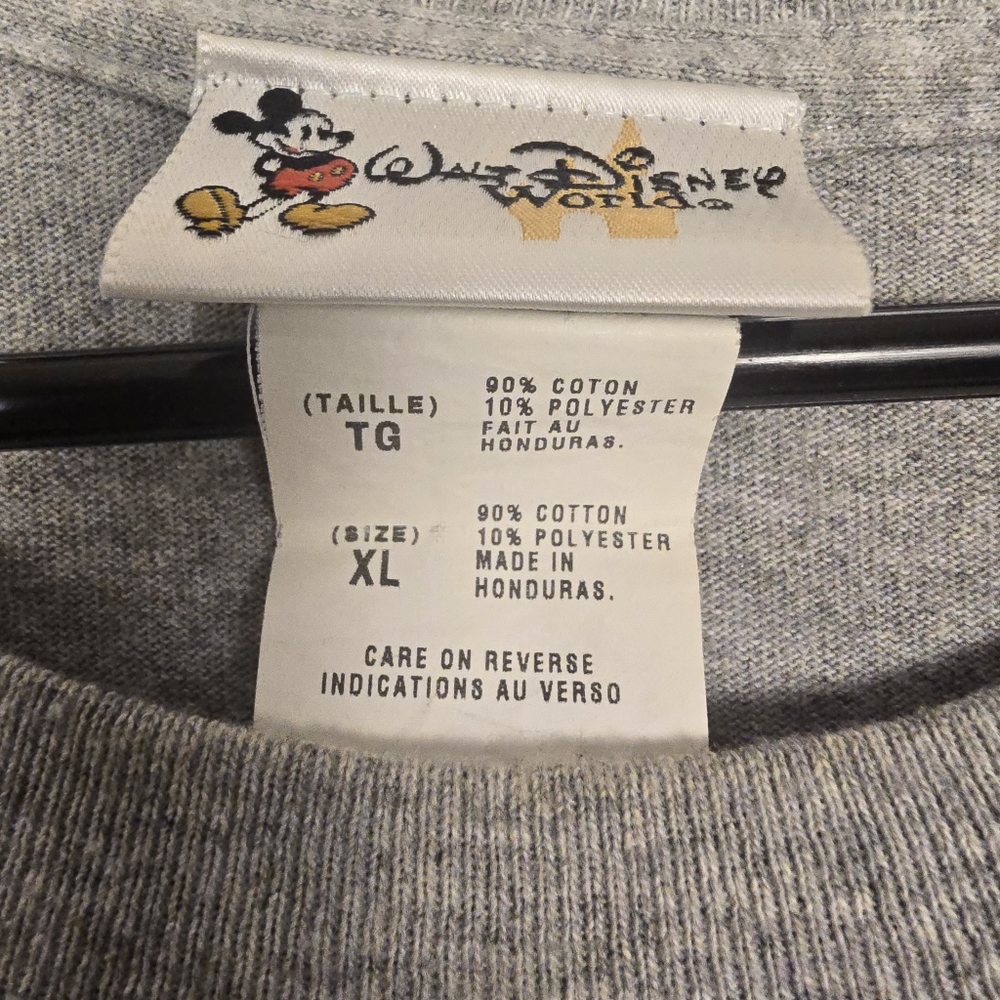 Walt Disney
World
(TAILLE)
TG
90% COTON
10% POLYESTER
FAIT AU
HONDURAS.
(SIZE)
XL
90% COTTON
10% POLYESTER
MADE IN
HONDURAS.
CARE ON REVERSE
INDICATIONS AU VERSO